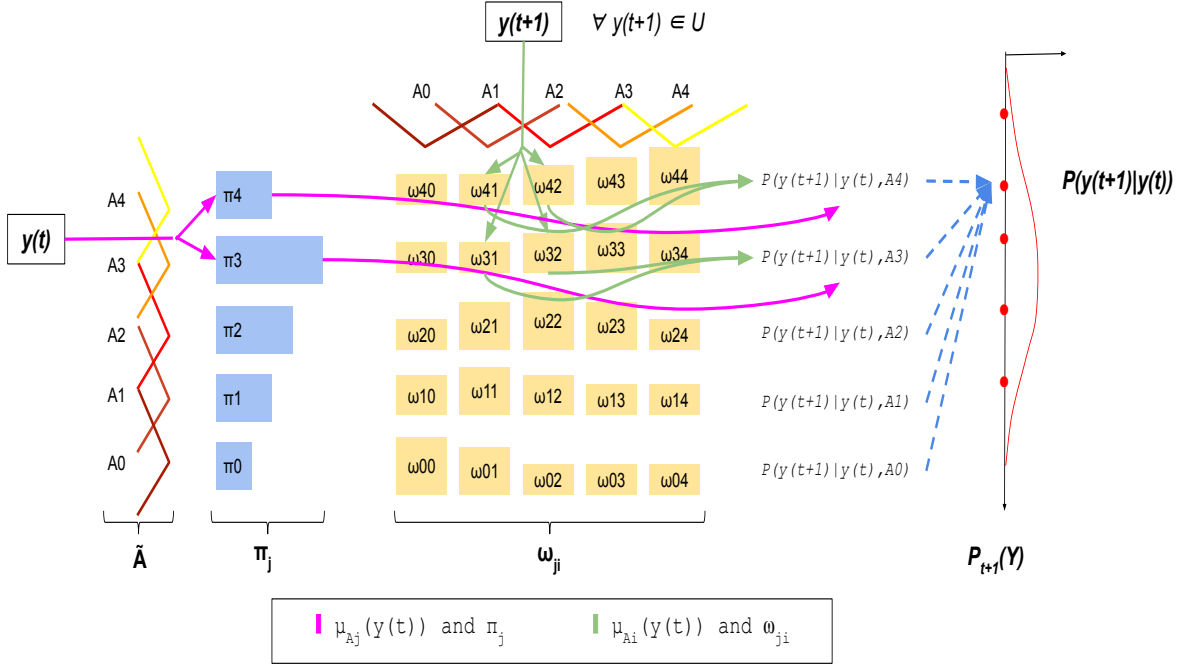 y(t+1) ∀ y(t+1) ∈ U
A0 A1 A2 A3 A4
A4
A3
A2
A1
A0
y(t)
π4 ω40 ω41 ω42 ω43 ω44 P(y(t+1)|y(t),A4)
π3 ω30 ω31 ω32 ω33 ω34 P(y(t+1)|y(t),A3)
π2 ω20 ω21 ω22 ω23 ω24 P(y(t+1)|y(t),A2)
π1 ω10 ω11 ω12 ω13 ω14 P(y(t+1)|y(t),A1)
π0 ω00 ω01 ω02 ω03 ω04 P(y(t+1)|y(t),A0)
P(y(t+1)|y(t))
Ã πj ωji Pt+1(Y)
μAj(y(t)) and πj μAi(y(t)) and ωji